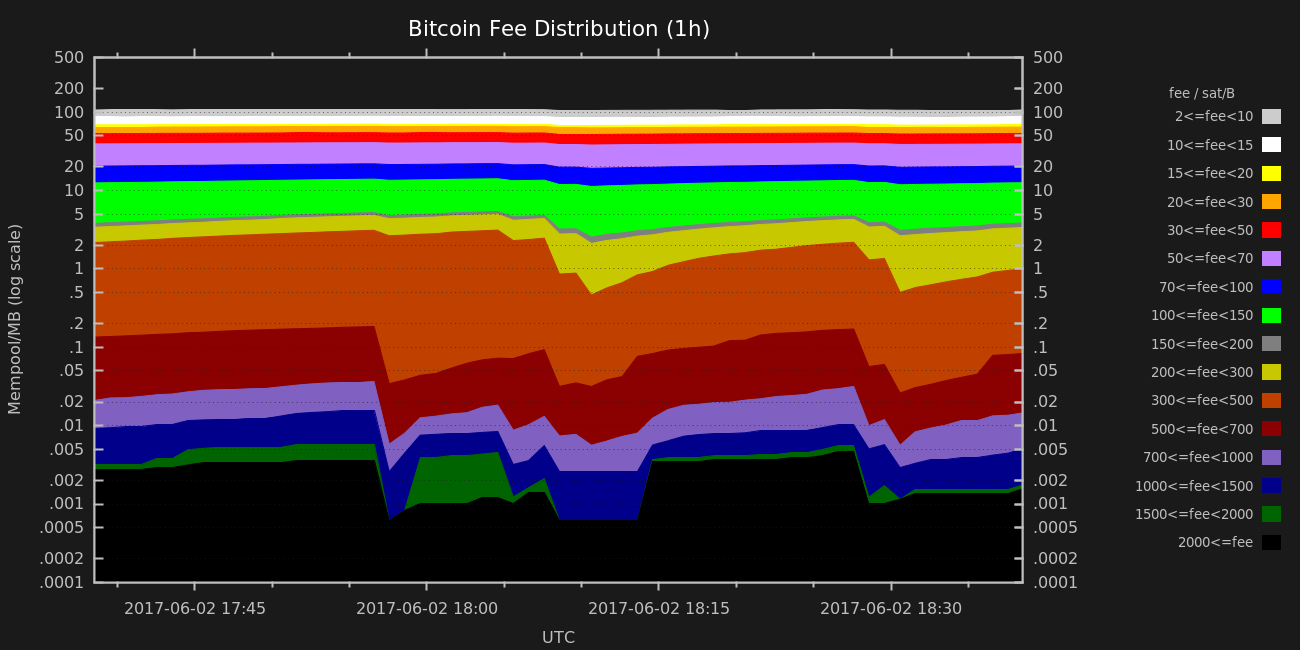 Bitcoin Fee Distribution (1h)
500 500
200 200
100 100
50 50
20 20
10 10
5 5
2 2
1 1
.5 .5
.2 .2
.1 .1
.05 .05
.02 .02
.01 .01
.005 .005
.002 .002
.001 .001
.0005 .0005
.0002 .0002
.0001 .0001
Mempool/MB (log scale)
2017-06-02 17:45 2017-06-02 18:00 2017-06-02 18:15 2017-06-02 18:30
UTC
fee / sat/B
2<=fee<10
10<=fee<15
15<=fee<20
20<=fee<30
30<=fee<50
50<=fee<70
70<=fee<100
100<=fee<150
150<=fee<200
200<=fee<300
300<=fee<500
500<=fee<700
700<=fee<1000
1000<=fee<1500
1500<=fee<2000
2000<=fee